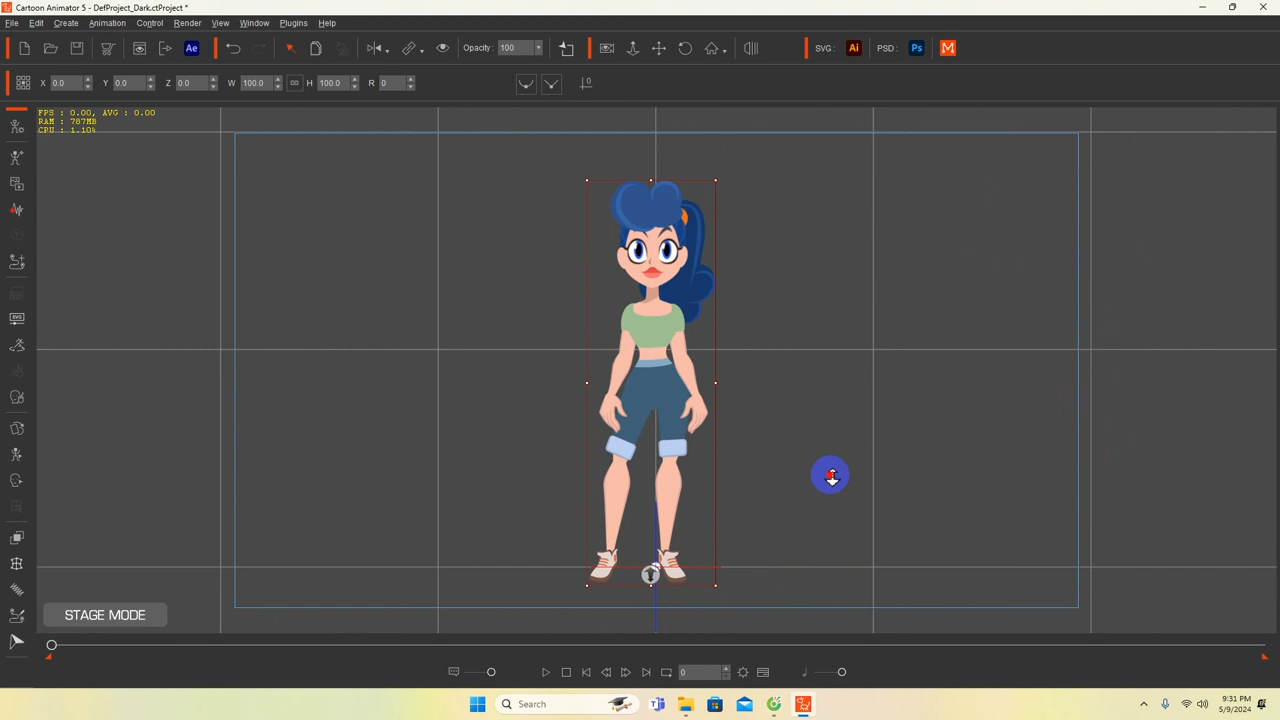 Cartoon Animator 5 - DefProject_Dark.ctProject *
File Edit Create Animation Control Render View Window Plugins Help
Ae Opacity : 100 SVG : Ai PSD : Ps M
X 0.0 Y 0.0 Z 0.0 W 100.0 H 100.0 R 0
FPS : 0.00, AVG : 0.00
RAM : 787MB
CPU : 1.10%
SVG
STAGE MODE
0
Search
9:31 PM
5/9/2024